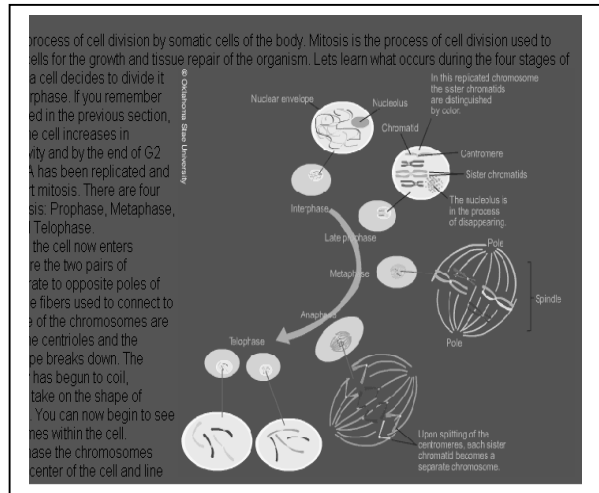 process of cell division by somatic cells of the body. Mitosis is the process of cell division used to
cells for the growth and tissue repair of the organism. Lets learn what occurs during the four stages of
a cell decides to divide it
rphase. If you remember
ed in the previous section,
ne cell increases in
vity and by the end of G2
A has been replicated and
rt mitosis. There are four
sis: Prophase, Metaphase,
Telophase.
the cell now enters
re the two pairs of
rate to opposite poles of
e fibers used to connect to
e of the chromosomes are
he centrioles and the
ope breaks down. The
has begun to coil,
take on the shape of
. You can now begin to see
mes within the cell.
hase the chromosomes
center of the cell and line
© Oklahoma State University
In this replicated chromosome
the sister chromatids
are distinguished
by color.
Nuclear envelope
Nucleolus
Chromatid
Centromere
Sister chromatids
The nucleolus is
in the process
of disappearing.
Interphase
Late prophase
Metaphase
Pole
Spindle
Pole
Anaphase
Telophase
Upon splitting of the
centromeres, each sister
chromatid becomes a
separate chromosome.